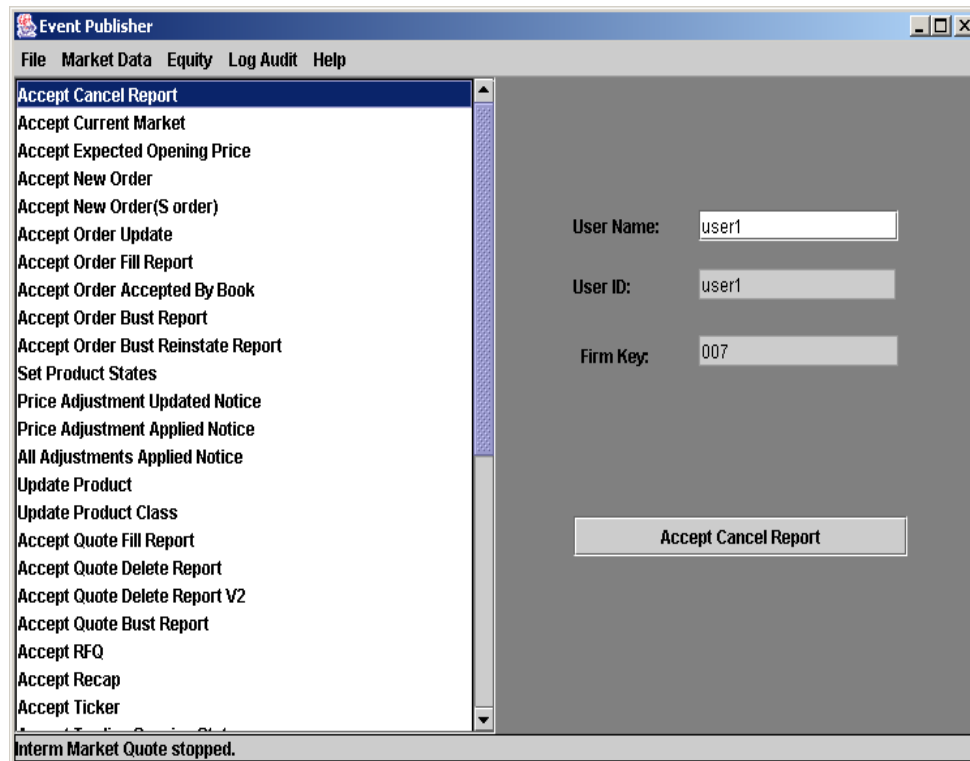 Event Publisher
File Market Data Equity Log Audit Help
Accept Cancel Report
Accept Current Market
Accept Expected Opening Price
Accept New Order
Accept New Order(S order)
Accept Order Update
Accept Order Fill Report
Accept Order Accepted By Book
Accept Order Bust Report
Accept Order Bust Reinstate Report
Set Product States
Price Adjustment Updated Notice
Price Adjustment Applied Notice
All Adjustments Applied Notice
Update Product
Update Product Class
Accept Quote Fill Report
Accept Quote Delete Report
Accept Quote Delete Report V2
Accept Quote Bust Report
Accept RFQ
Accept Recap
Accept Ticker
User Name: user1
User ID: user1
Firm Key: 007
Accept Cancel Report
Interm Market Quote stopped.